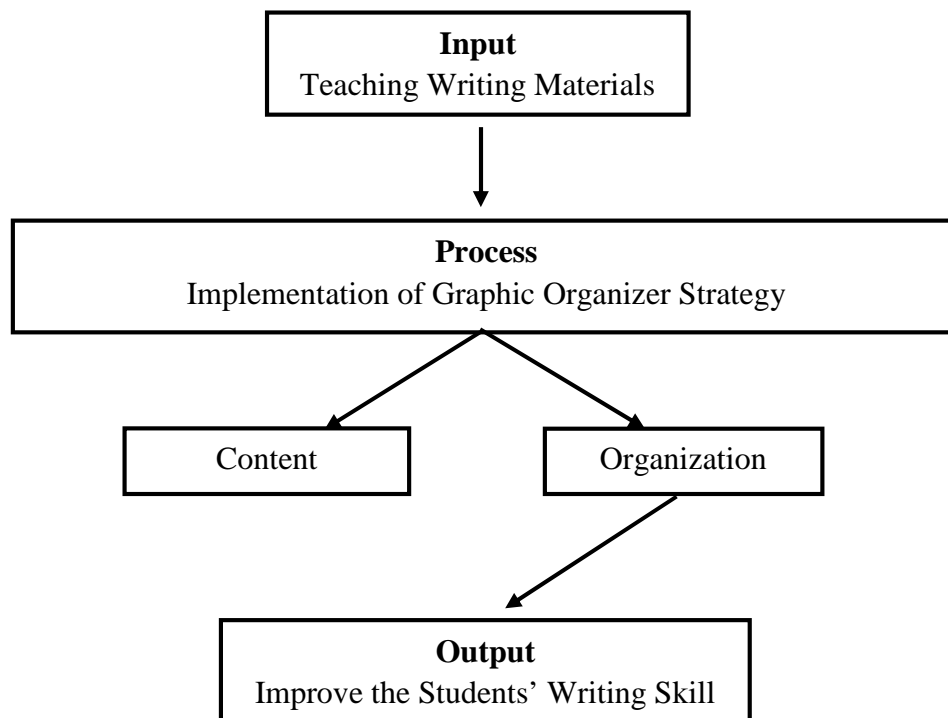 Input
Teaching Writing Materials
Process
Implementation of Graphic Organizer Strategy
Content
Organization
Output
Improve the Students’ Writing Skill